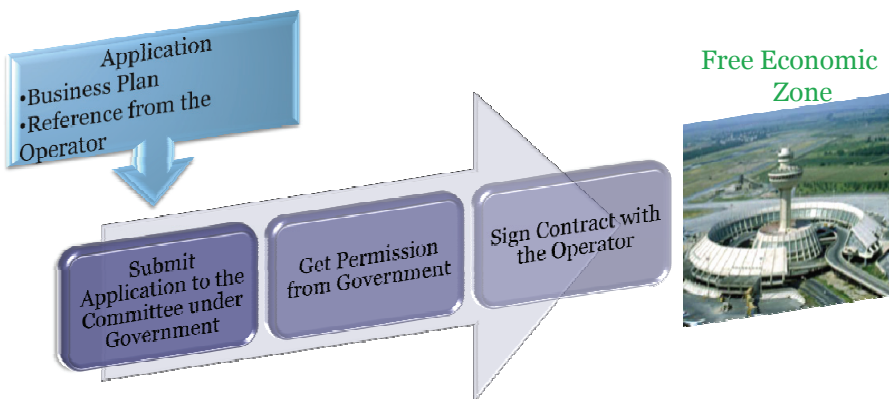 Application
•Business Plan
•Reference from the
Operator
Submit
Application to the
Committee under
Government
Get Permission
from Government
Sign Contract with
the Operator
Free Economic
Zone